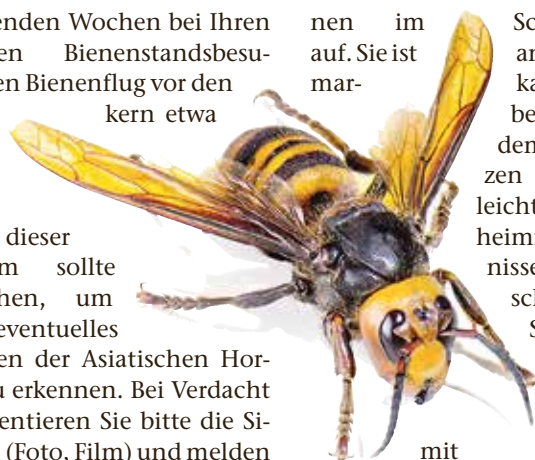 enden Wochen bei Ihren
en Bienenstandsbesu-
en Bienenflug vor den
kern etwa
dieser
m sollte
hen, um
eventuelles
en der Asiatischen Hor-
u erkennen. Bei Verdacht
entieren Sie bitte die Si-
(Foto, Film) und melden
nen im
auf. Sie ist
mar-
mit
Sc
an
ka
be
dem
zen
leicht
heim
nisse
sch
S